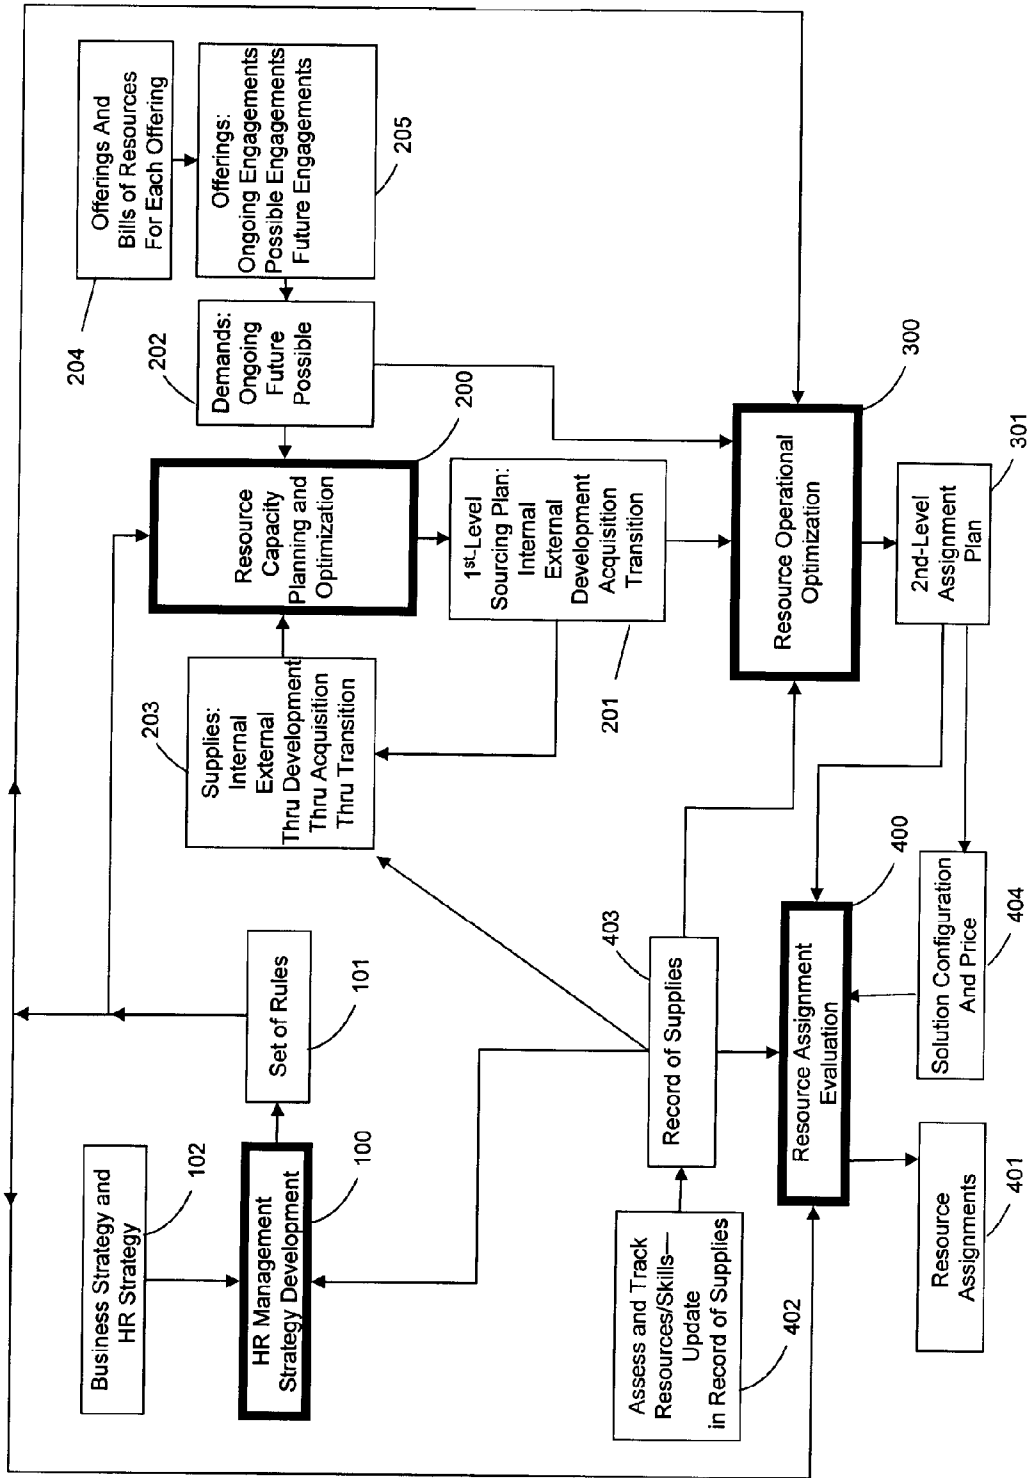 Business Strategy and
HR Strategy
102
HR Management
Strategy Development
100
Set of Rules
101
Offerings And
Bills of Resources
For Each Offering
204
Offerings:
Ongoing Engagements
Possible Engagements
Future Engagements
205
Demands:
Ongoing
Future
Possible
202
Resource
Capacity
Planning and
Optimization
200
Supplies:
Internal
External
Thru Development
Thru Acquisition
Thru Transition
203
1st-Level
Sourcing Plan:
Internal
External
Development
Acquisition
Transition
201
Assess and Track
Resources/Skills—
Update
in Record of Supplies
402
Record of Supplies
403
Resource Operational
Optimization
300
2nd-Level
Assignment
Plan
301
Resource Assignment
Evaluation
400
Resource
Assignments
401
Solution Configuration
And Price
404